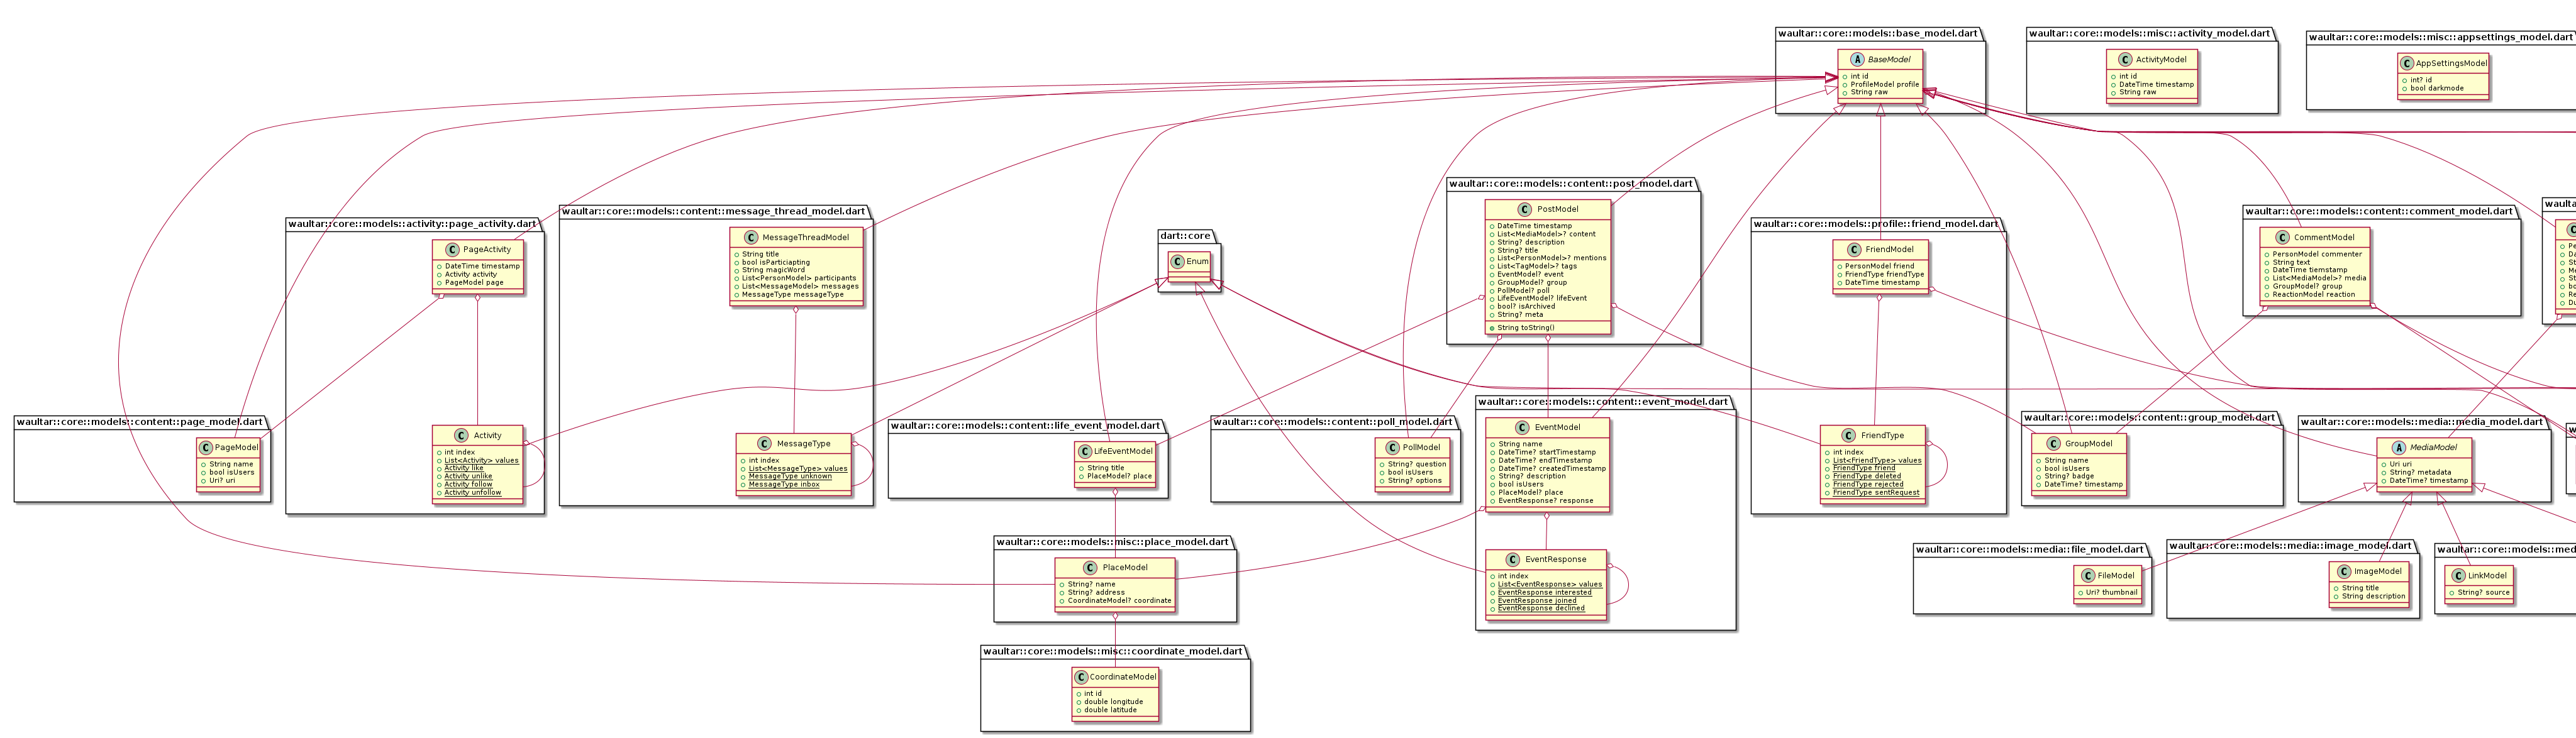 waultar::core::models::base_model.dart
A BaseModel
int id
ProfileModel profile
String raw
waultar::core::models::misc::activity_model.dart
C ActivityModel
int id
DateTime timestamp
String raw
waultar::core::models::misc::appsettings_model.dart
C AppSettingsModel
int? id
bool darkmode
waultar::core::models::activity::page_activity.dart
C PageActivity
DateTime timestamp
Activity activity
PageModel page
C Activity
int index
List<Activity> values
Activity like
Activity unlike
Activity follow
Activity unfollow
waultar::core::models::content::message_thread_model.dart
C MessageThreadModel
String title
bool isParticiapting
String magicWord
List<PersonModel> participants
List<MessageModel> messages
MessageType messageType
C MessageType
int index
List<MessageType> values
MessageType unknown
MessageType inbox
dart::core
C Enum
waultar::core::models::content::post_model.dart
C PostModel
DateTime timestamp
List<MediaModel>? content
String? description
String? title
List<PersonModel>? mentions
List<TagModel>? tags
EventModel? event
GroupModel? group
PollModel? poll
LifeEventModel? lifeEvent
bool? isArchived
String? meta
String toString()
waultar::core::models::profile::friend_model.dart
C FriendModel
PersonModel friend
FriendType friendType
DateTime timestamp
C FriendType
int index
List<FriendType> values
FriendType friend
FriendType deleted
FriendType rejected
FriendType sentRequest
waultar::core::models::content::comment_model.dart
C CommentModel
PersonModel commenter
String text
DateTime tiemstamp
List<MediaModel>? media
GroupModel? group
ReactionModel reaction
waultar::core::models::content::page_model.dart
C PageModel
String name
bool isUsers
Uri? uri
waultar::core::models::content::life_event_model.dart
C LifeEventModel
String title
PlaceModel? place
waultar::core::models::content::poll_model.dart
C PollModel
String? question
bool isUsers
String? options
waultar::core::models::content::event_model.dart
C EventModel
String name
DateTime? startTimestamp
DateTime? endTimestamp
DateTime? createdTimestamp
String? description
bool isUsers
PlaceModel? place
EventResponse? response
C EventResponse
int index
List<EventResponse> values
EventResponse interested
EventResponse joined
EventResponse declined
waultar::core::models::content::group_model.dart
C GroupModel
String name
bool isUsers
String? badge
DateTime? timestamp
waultar::core::models::media::media_model.dart
A MediaModel
Uri uri
String? metadata
DateTime? timestamp
waultar::core::models::misc::place_model.dart
C PlaceModel
String? name
String? address
CoordinateModel? coordinate
waultar::core::models::media::file_model.dart
C FileModel
Uri? thumbnail
waultar::core::models::media::image_model.dart
C ImageModel
String title
String description
waultar::core::models::med
C LinkModel
String? source
waultar::core::models::misc::coordinate_model.dart
C CoordinateModel
int id
double longitude
double latitude